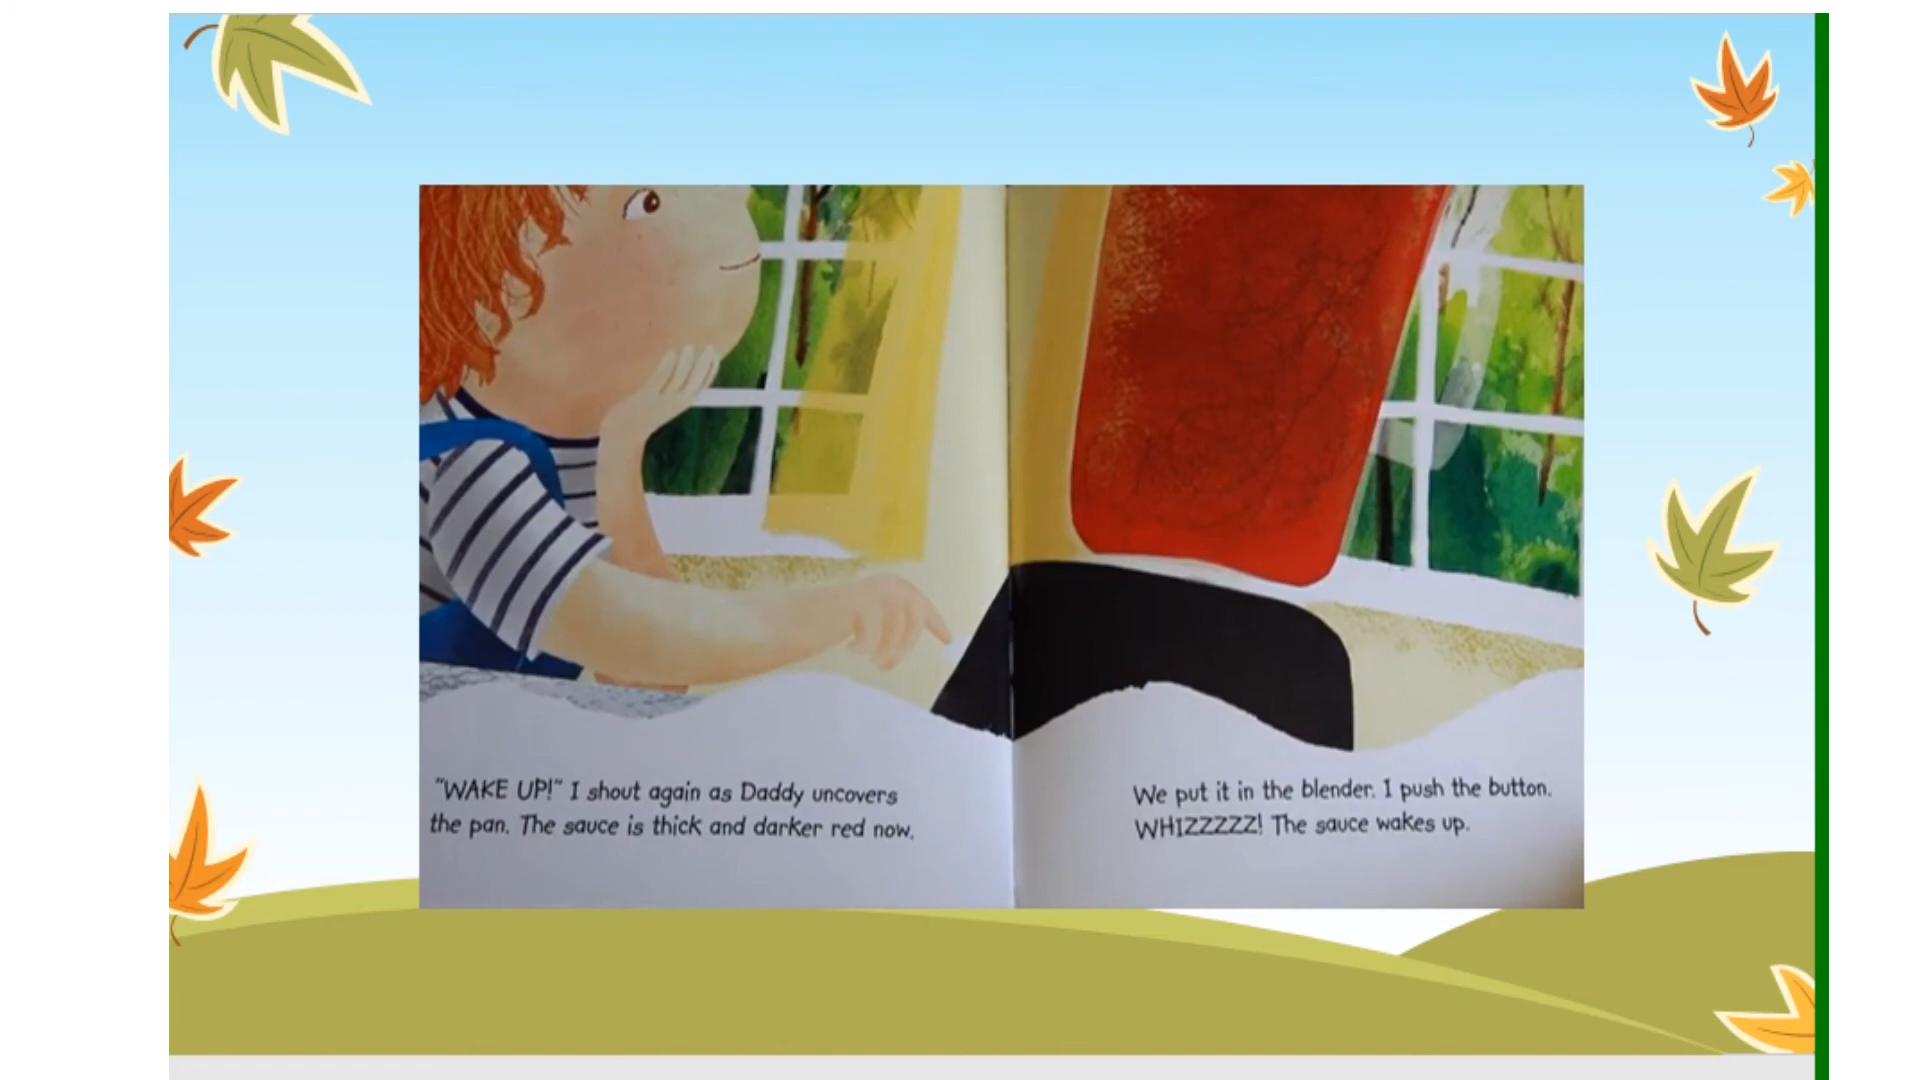 "WAKE UP!" I shout again as Daddy uncovers
the pan. The sauce is thick and darker red now.
We put it in the blender. I push the button.
WHIZZZZZ! The sauce wakes up.